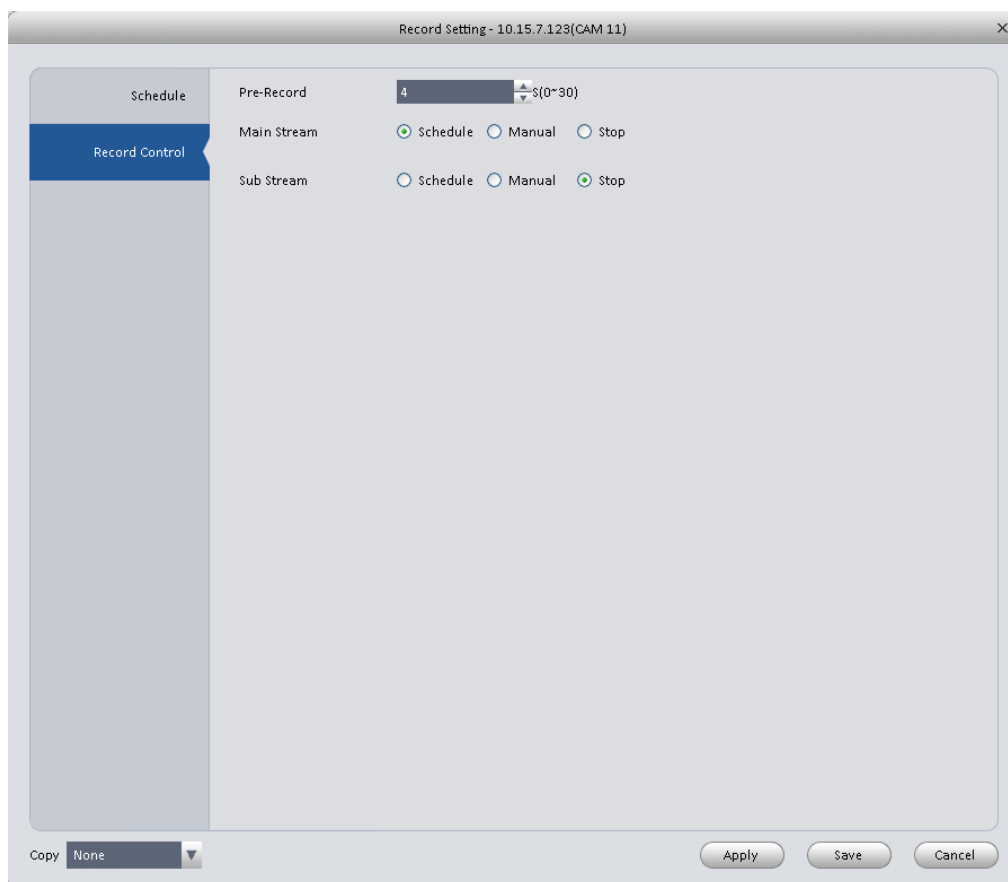 Record Setting - 10.15.7.123(CAM 11)
Schedule
Record Control
Pre-Record 4 S(0~30)
Main Stream Schedule Manual Stop
Sub Stream Schedule Manual Stop
Copy None Apply Save Cancel